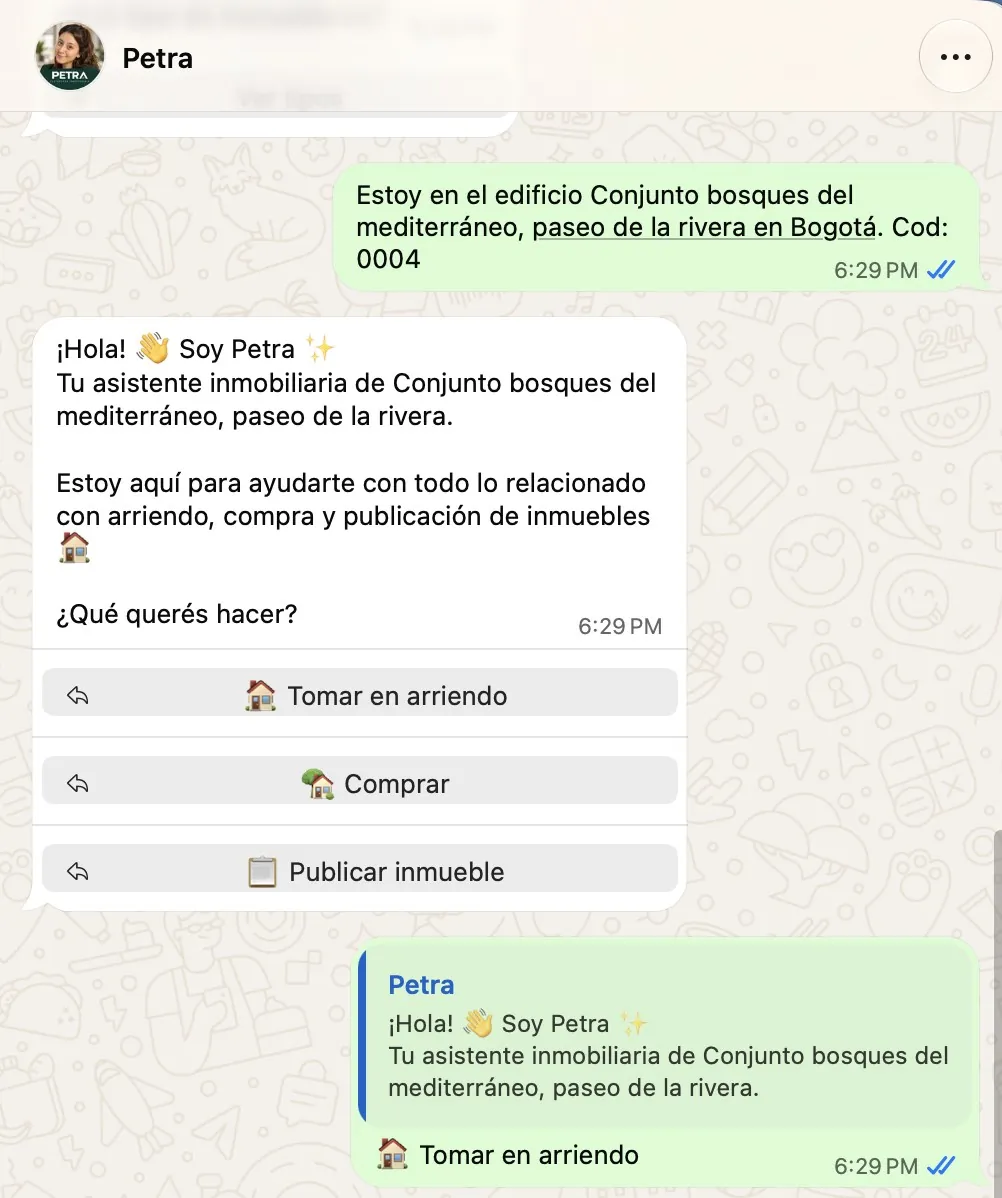 PETRA
Petra
Estoy en el edificio Conjunto bosques del
mediterráneo, paseo de la rivera en Bogotá. Cod:
0004
6:29 PM
¡Hola! 👋 Soy Petra ✨
Tu asistente inmobiliaria de Conjunto bosques del
mediterráneo, paseo de la rivera.
Estoy aquí para ayudarte con todo lo relacionado
con arriendo, compra y publicación de inmuebles
🏠
¿Qué querés hacer?
6:29 PM
🏠 Tomar en arriendo
🏡 Comprar
📋 Publicar inmueble
Petra
¡Hola! 👋 Soy Petra ✨
Tu asistente inmobiliaria de Conjunto bosques del
mediterráneo, paseo de la rivera.
🏠 Tomar en arriendo
6:29 PM